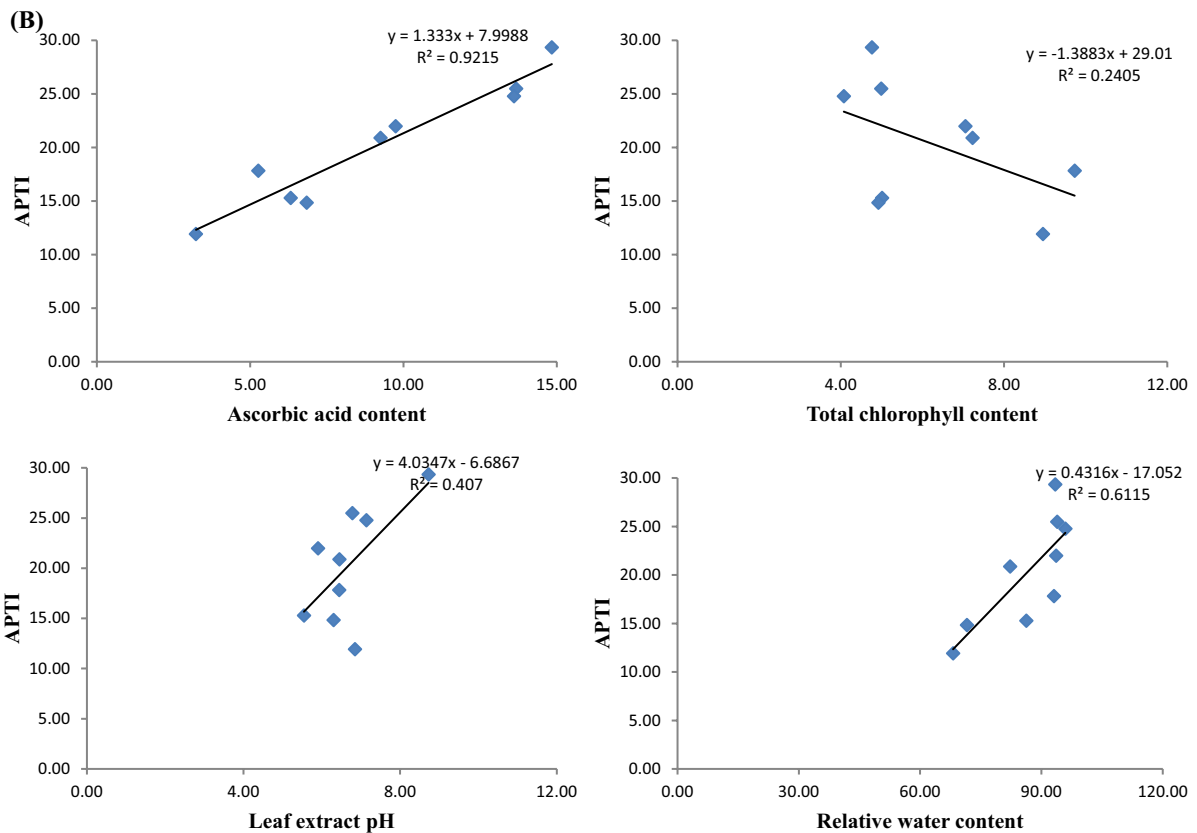 (B)
y = 1.333x + 7.9988
R² = 0.9215
30.00
25.00
20.00
15.00
10.00
5.00
0.00
APTI
0.00 5.00 10.00 15.00
Ascorbic acid content
y = -1.3883x + 29.01
R² = 0.2405
30.00
25.00
20.00
15.00
10.00
5.00
0.00
APTI
0.00 4.00 8.00 12.00
Total chlorophyll content
y = 4.0347x - 6.6867
R² = 0.407
30.00
25.00
20.00
15.00
10.00
5.00
0.00
APTI
0.00 4.00 8.00 12.00
Leaf extract pH
y = 0.4316x - 17.052
R² = 0.6115
30.00
25.00
20.00
15.00
10.00
5.00
0.00
APTI
0.00 30.00 60.00 90.00 120.00
Relative water content